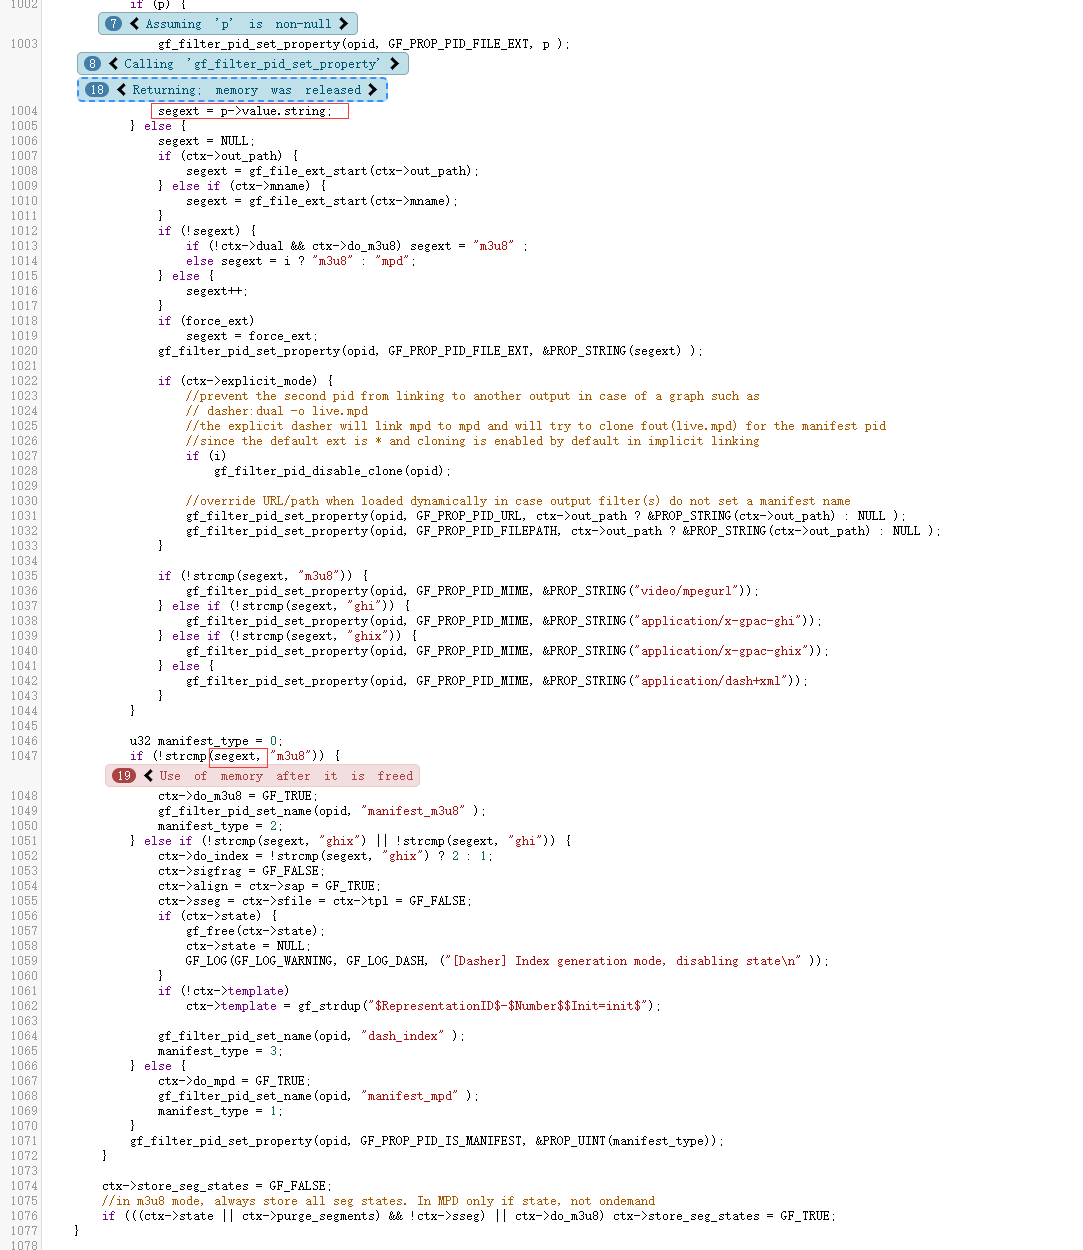 1002 if (p) {
7 Assuming 'p' is non-null
1003 gf_filter_pid_set_property(opid, GF_PROP_PID_FILE_EXT, p );
8 Calling 'gf_filter_pid_set_property'
18 Returning; memory was released
1004 segext = p->value.string;
1005 } else {
1006 segext = NULL;
1007 if (ctx->out_path) {
1008 segext = gf_file_ext_start(ctx->out_path);
1009 } else if (ctx->mname) {
1010 segext = gf_file_ext_start(ctx->mname);
1011 }
1012 if (!segext) {
1013 if (!ctx->dual && ctx->do_m3u8) segext = "m3u8" ;
1014 else segext = i ? "m3u8" : "mpd";
1015 } else {
1016 segext++;
1017 }
1018 if (force_ext)
1019 segext = force_ext;
1020 gf_filter_pid_set_property(opid, GF_PROP_PID_FILE_EXT, &PROP_STRING(segext) );
1021
1022 if (ctx->explicit_mode) {
1023 //prevent the second pid from linking to another output in case of a graph such as
1024 // dasher:dual -o live.mpd
1025 //the explicit dasher will link mpd to mpd and will try to clone fout(live.mpd) for the manifest pid
1026 //since the default ext is * and cloning is enabled by default in implicit linking
1027 if (i)
1028 gf_filter_pid_disable_clone(opid);
1029
1030 //override URL/path when loaded dynamically in case output filter(s) do not set a manifest name
1031 gf_filter_pid_set_property(opid, GF_PROP_PID_URL, ctx->out_path ? &PROP_STRING(ctx->out_path) : NULL );
1032 gf_filter_pid_set_property(opid, GF_PROP_PID_FILEPATH, ctx->out_path ? &PROP_STRING(ctx->out_path) : NULL );
1033 }
1034
1035 if (!strcmp(segext, "m3u8")) {
1036 gf_filter_pid_set_property(opid, GF_PROP_PID_MIME, &PROP_STRING("video/mpegurl"));
1037 } else if (!strcmp(segext, "ghi")) {
1038 gf_filter_pid_set_property(opid, GF_PROP_PID_MIME, &PROP_STRING("application/x-gpac-ghi"));
1039 } else if (!strcmp(segext, "ghix")) {
1040 gf_filter_pid_set_property(opid, GF_PROP_PID_MIME, &PROP_STRING("application/x-gpac-ghix"));
1041 } else {
1042 gf_filter_pid_set_property(opid, GF_PROP_PID_MIME, &PROP_STRING("application/dash+xml"));
1043 }
1044 }
1045
1046 u32 manifest_type = 0;
1047 if (!strcmp(segext, "m3u8")) {
19 Use of memory after it is freed
1048 ctx->do_m3u8 = GF_TRUE;
1049 gf_filter_pid_set_name(opid, "manifest_m3u8" );
1050 manifest_type = 2;
1051 } else if (!strcmp(segext, "ghix") || !strcmp(segext, "ghi")) {
1052 ctx->do_index = !strcmp(segext, "ghix") ? 2 : 1;
1053 ctx->sigfrag = GF_FALSE;
1054 ctx->align = ctx->sap = GF_TRUE;
1055 ctx->sseg = ctx->sfile = ctx->tpl = GF_FALSE;
1056 if (ctx->state) {
1057 gf_free(ctx->state);
1058 ctx->state = NULL;
1059 GF_LOG(GF_LOG_WARNING, GF_LOG_DASH, ("[Dasher] Index generation mode, disabling state\n" ));
1060 }
1061 if (!ctx->template)
1062 ctx->template = gf_strdup("$RepresentationID$-$Number$$Init=init$");
1063
1064 gf_filter_pid_set_name(opid, "dash_index" );
1065 manifest_type = 3;
1066 } else {
1067 ctx->do_mpd = GF_TRUE;
1068 gf_filter_pid_set_name(opid, "manifest_mpd" );
1069 manifest_type = 1;
1070 }
1071 gf_filter_pid_set_property(opid, GF_PROP_PID_IS_MANIFEST, &PROP_UINT(manifest_type));
1072 }
1073
1074 ctx->store_seg_states = GF_FALSE;
1075 //in m3u8 mode, always store all seg states. In MPD only if state, not ondemand
1076 if (((ctx->state || ctx->purge_segments) && !ctx->sseg) || ctx->do_m3u8) ctx->store_seg_states = GF_TRUE;
1077 }
1078